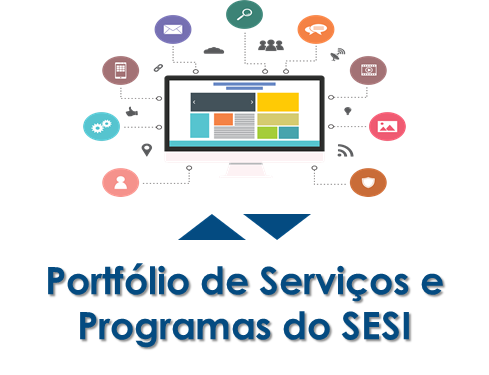 Portfólio de Serviços e
Programas do SESI